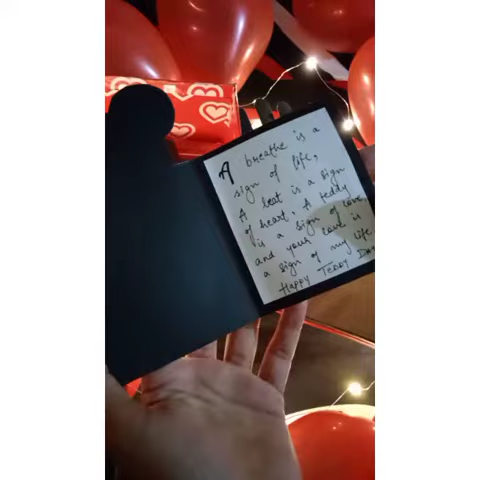 A breathe is a
sign of life,
A beat is a sign
of heart. A teddy
is a sign of love
and your love is
a sign of my life
Happy Teddy Day